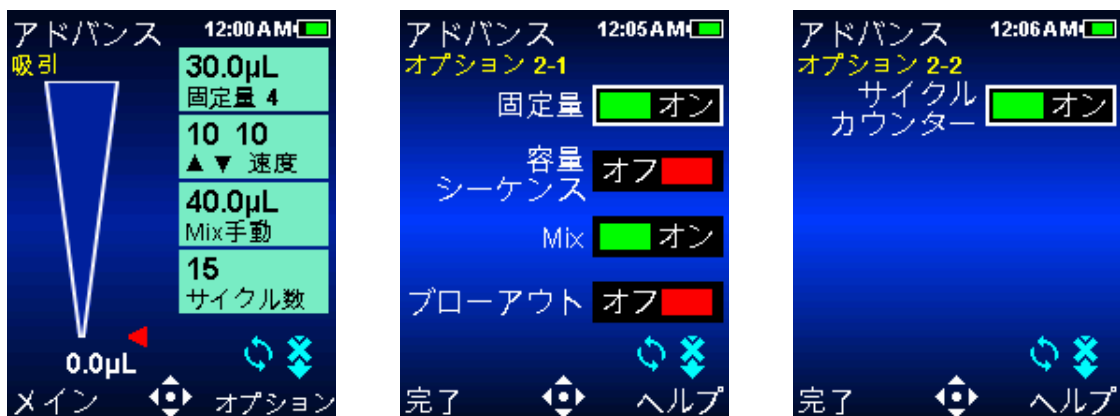 アドバンス 12:00AM
吸引
30.0µL
固定量 4
10 10
▲▼ 速度
40.0µL
Mix手動
15
サイクル数
0.0µL
メイン オプション
アドバンス 12:05AM
オプション 2-1
固定量 オン
容量
シーケンス オフ
Mix オン
ブローアウト オフ
完了 ヘルプ
アドバンス 12:06AM
オプション 2-2
サイクル
カウンター オン
完了 ヘルプ